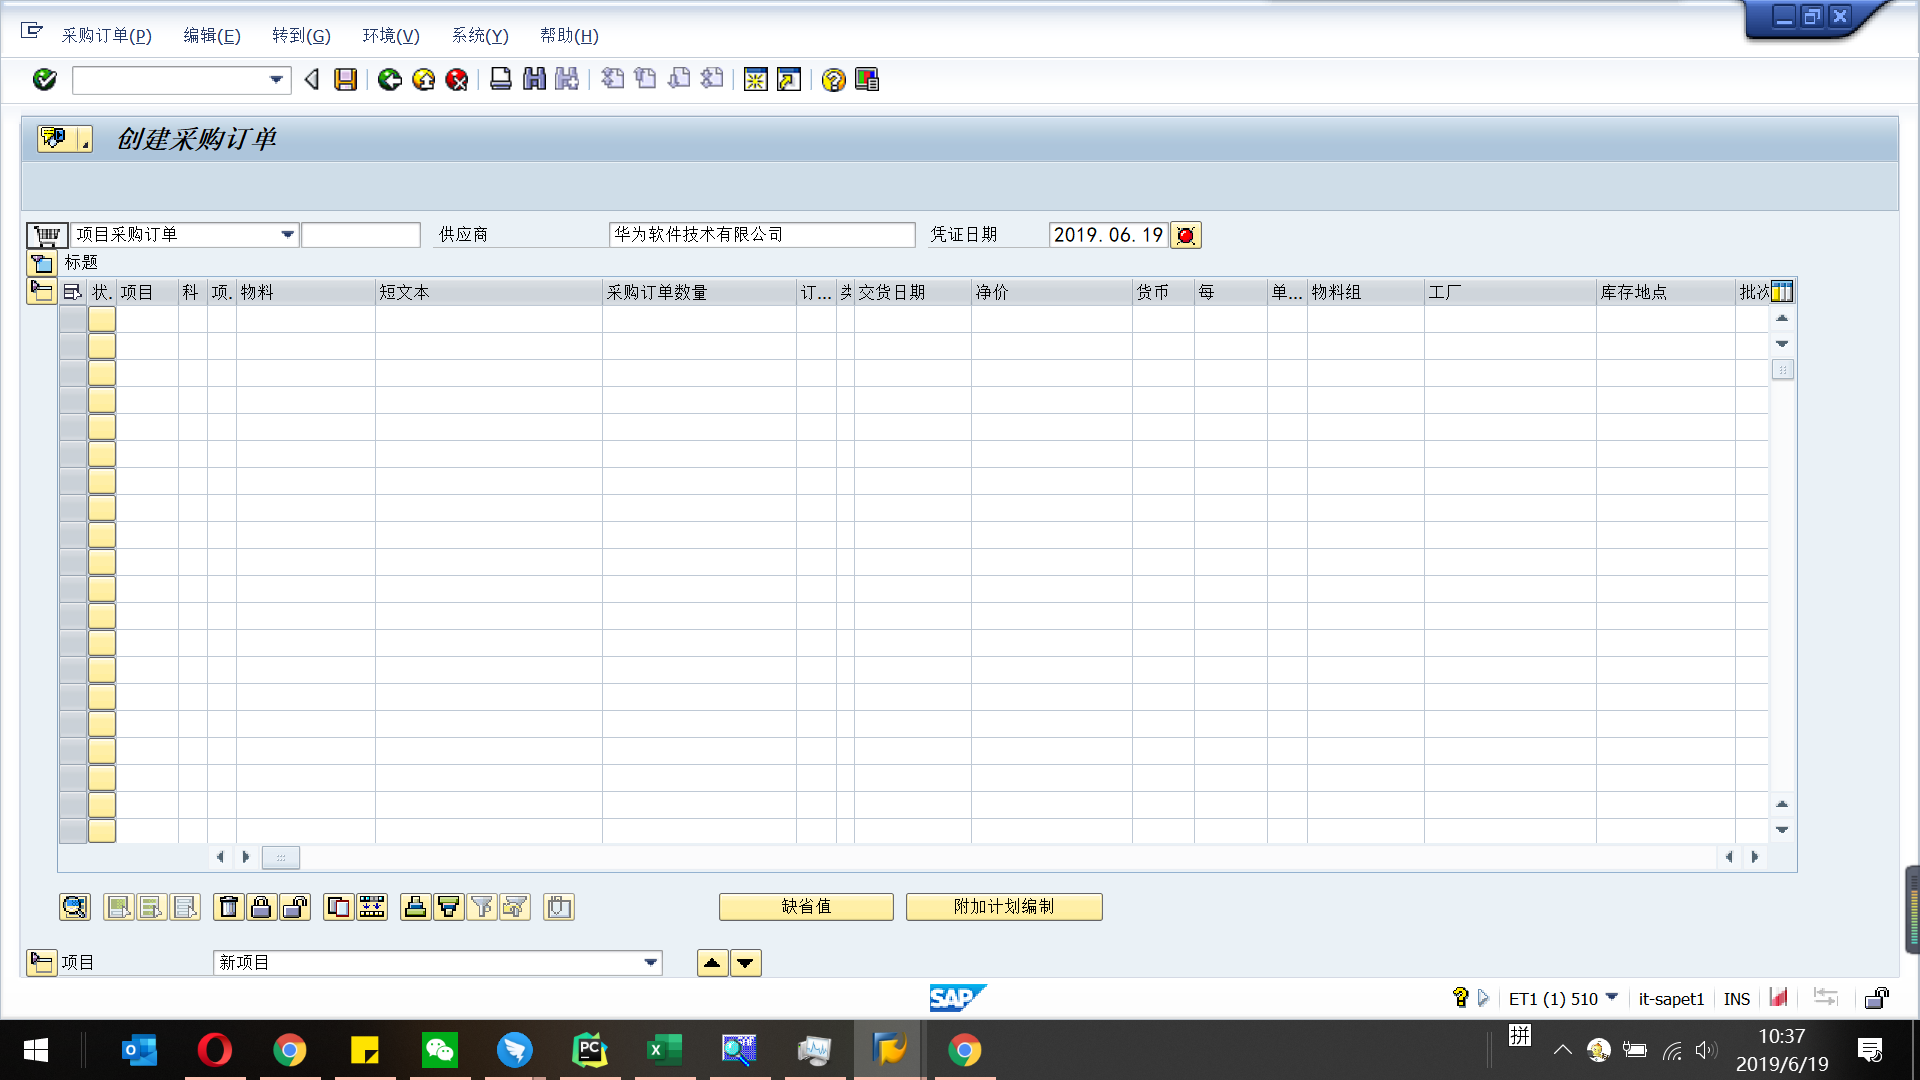 采购订单(P) 编辑(E) 转到(G) 环境(V) 系统(Y) 帮助(H)
创建采购订单
项目采购订单 供应商 华为软件技术有限公司 凭证日期 2019.06.19
标题
状. 项目 科 项. 物料 短文本 采购订单数量 订... 类 交货日期 净价 货币 每 单... 物料组 工厂 库存地点 批次
缺省值 附加计划编制
项目 新项目
SAP ET1 (1) 510 it-sapet1 INS
拼 10:37
2019/6/19